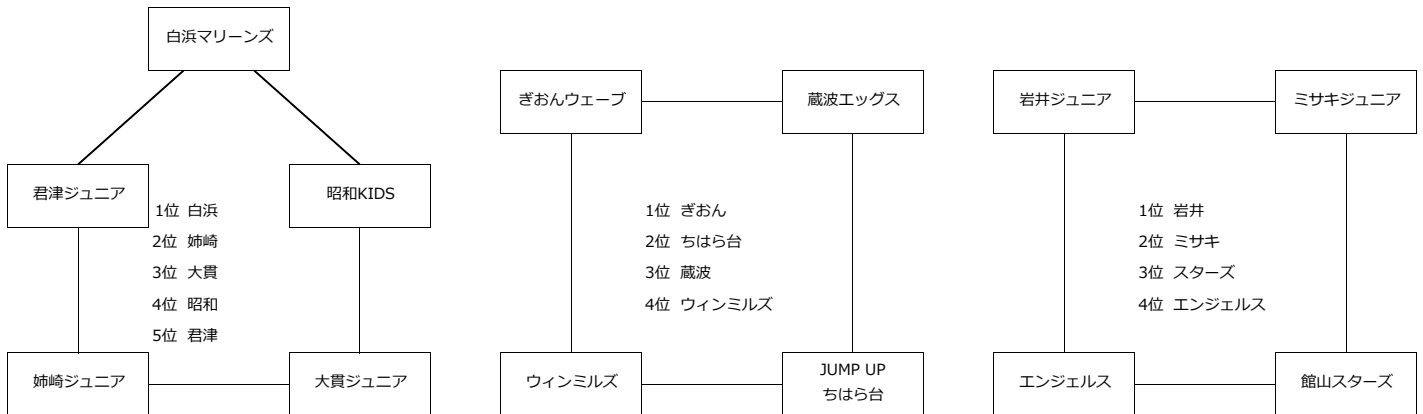 白浜マリーンズ
君津ジュニア
昭和KIDS
1位 白浜
2位 姉崎
3位 大貫
4位 昭和
5位 君津
姉崎ジュニア
大貫ジュニア
ぎおんウェーブ
蔵波エッグス
1位 ぎおん
2位 ちはら台
3位 蔵波
4位 ウィンミルズ
ウィンミルズ
JUMP UP
ちはら台
岩井ジュニア
ミサキジュニア
1位 岩井
2位 ミサキ
3位 スターズ
4位 エンジェルス
エンジェルス
館山スターズ